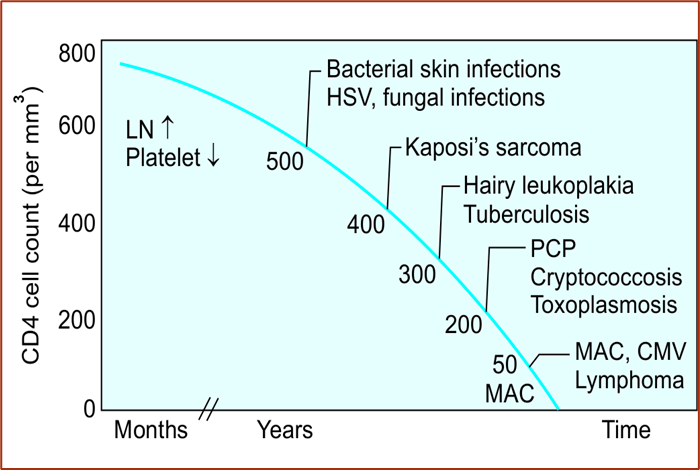 CD4 cell count (per mm³)
800
600
400
200
0
LN ↑
Platelet ↓
500
Bacterial skin infections
HSV, fungal infections
400
Kaposi's sarcoma
300
Hairy leukoplakia
Tuberculosis
200
PCP
Cryptococcosis
Toxoplasmosis
50
MAC
MAC, CMV
Lymphoma
Months
Years
Time